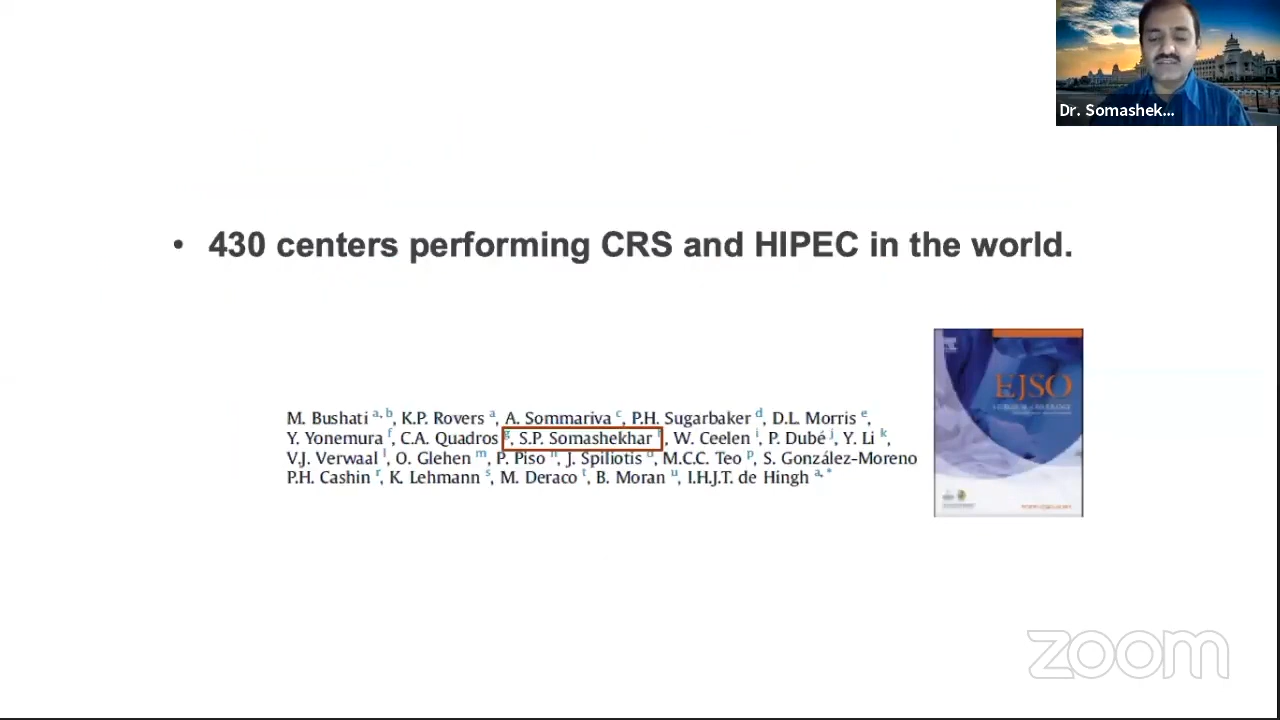 Dr. Somashek...
• 430 centers performing CRS and HIPEC in the world.
M. Bushati a, b, K.P. Rovers a, A. Sommariva c, P.H. Sugarbaker d, D.L. Morris e,
Y. Yonemura f, C.A. Quadros g, S.P. Somashekhar, W. Ceelen i, P. Dubé j, Y. Li k,
V.J. Verwaal l, O. Glehen m, P. Piso n, J. Spiliotis o, M.C.C. Teo p, S. González-Moreno
P.H. Cashin r, K. Lehmann s, M. Deraco t, B. Moran u, I.H.J.T. de Hingh a, *
EJSO
zoom